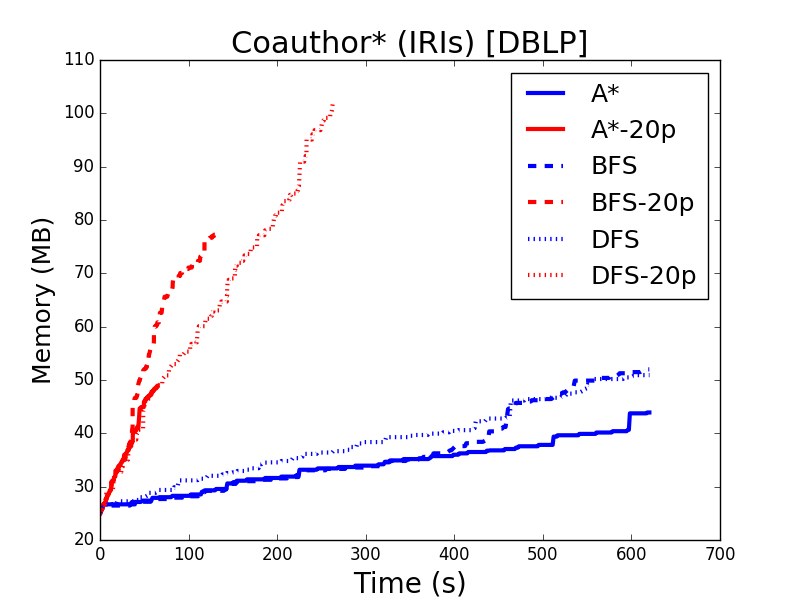 Coauthor* (IRIs) [DBLP]
110
100
90
80
70
60
50
40
30
20
Memory (MB)
A*
A*-20p
BFS
BFS-20p
DFS
DFS-20p
0 100 200 300 400 500 600 700
Time (s)